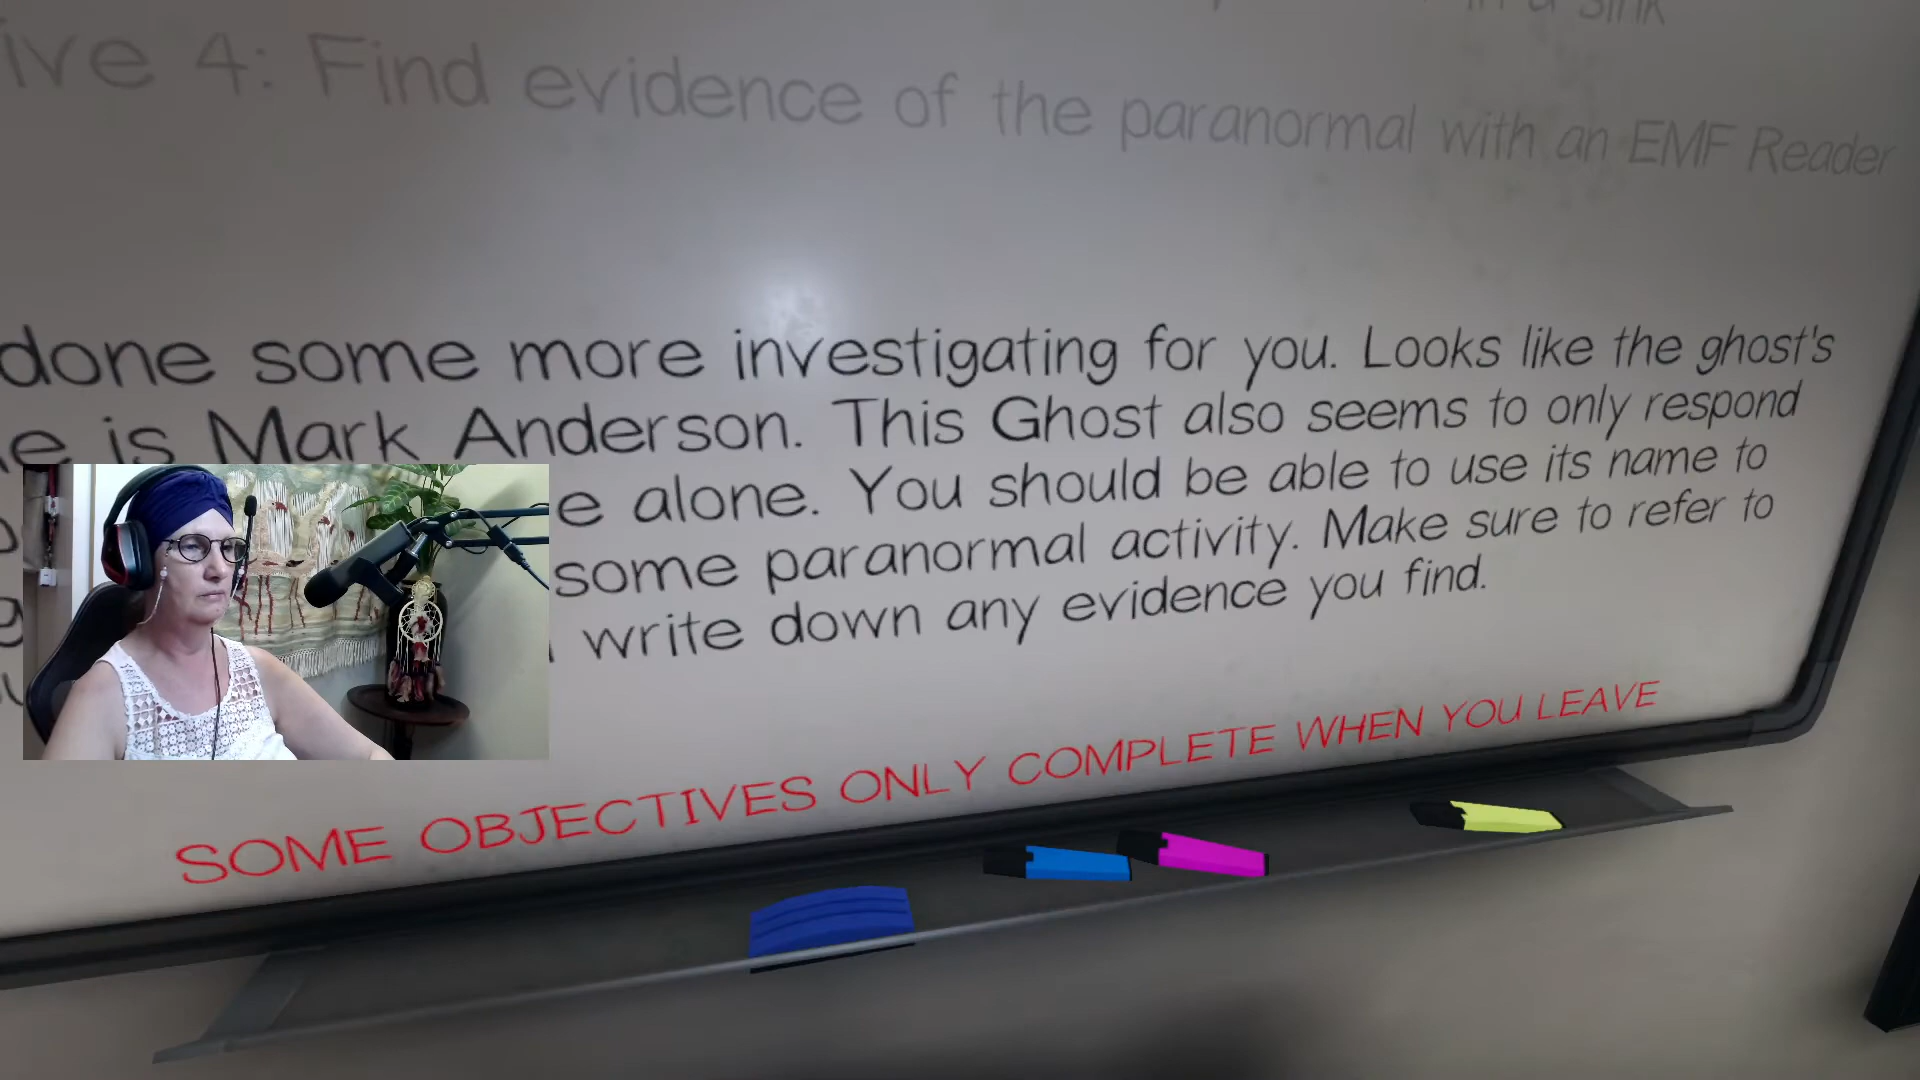 in a sink
ive 4: Find evidence of the paranormal with an EMF Reader
done some more investigating for you. Looks like the ghost's
e is Mark Anderson. This Ghost also seems to only respond
e alone. You should be able to use its name to
some paranormal activity. Make sure to refer to
write down any evidence you find.
SOME OBJECTIVES ONLY COMPLETE WHEN YOU LEAVE